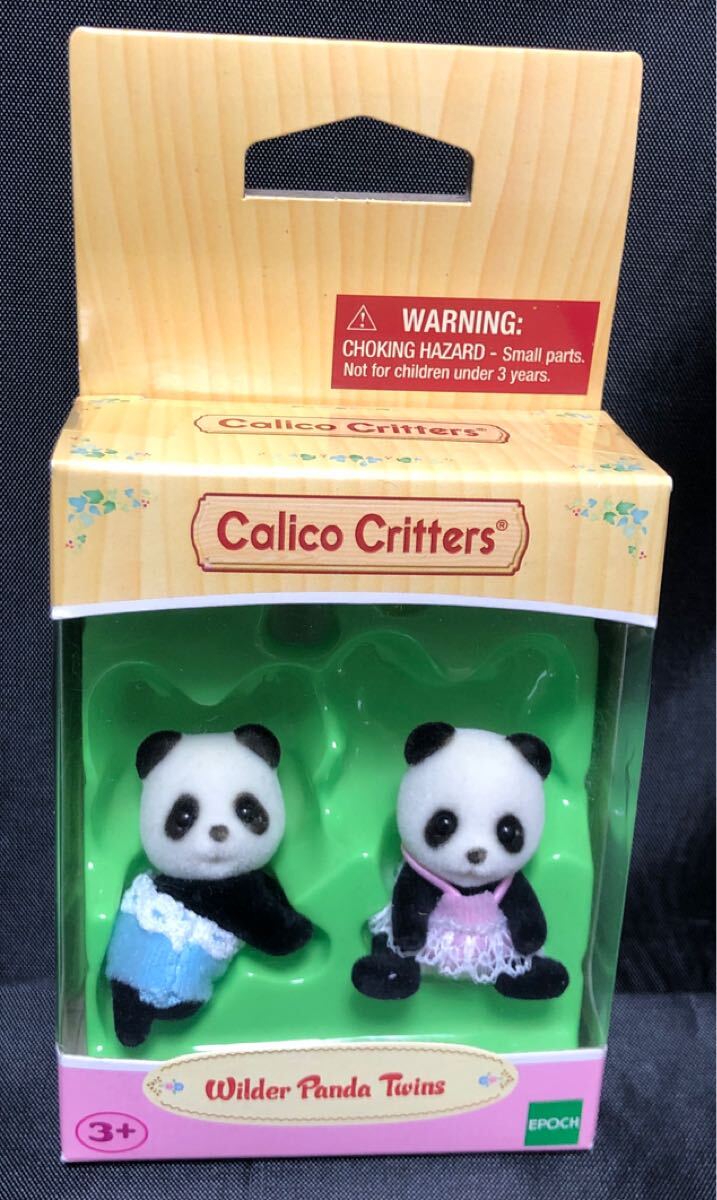 WARNING:
CHOKING HAZARD - Small parts.
Not for children under 3 years.
Calico Critters®
Calico Critters®
Wilder Panda Twins
3+
EPOCH